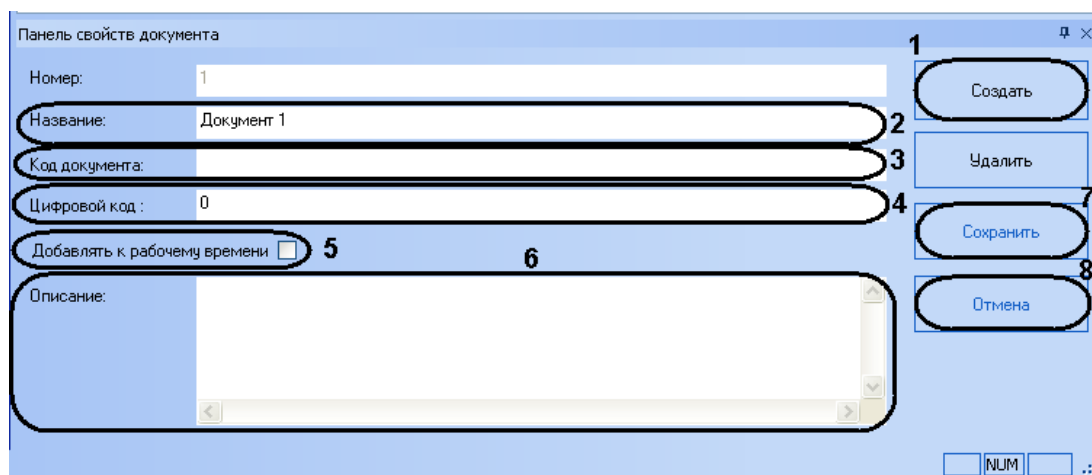 Панель свойств документа
1
Номер: 1
Создать
Название: Документ 1 2
Код документа: 3
Удалить
Цифровой код : 0 4
7
Сохранить
Добавлять к рабочему времени 5
6
8
Описание:
Отмена
NUM